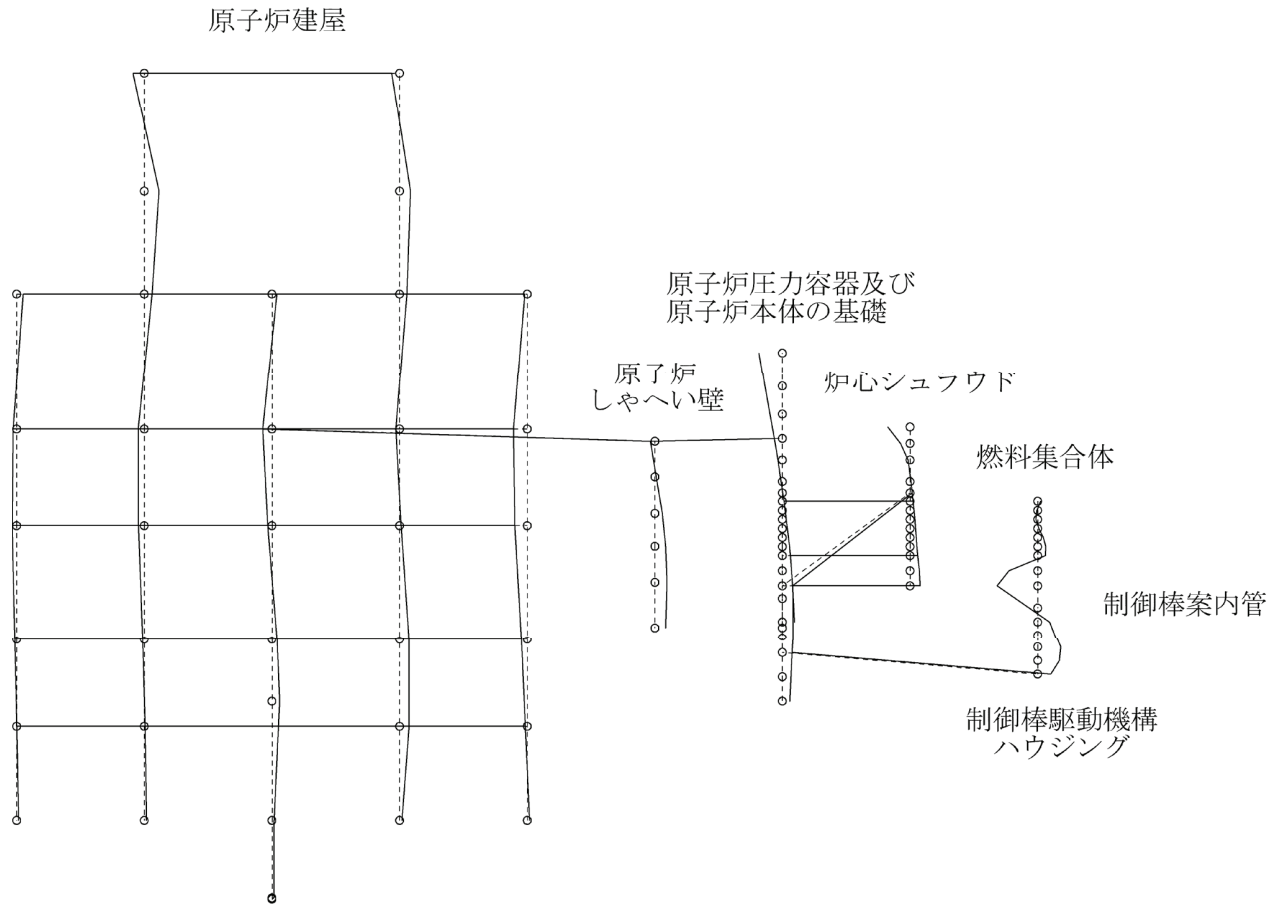 原子炉建屋
原子炉圧力容器及び
原子炉本体の基礎
原子炉
しゃへい壁
炉心シュラウド
燃料集合体
制御棒案内管
制御棒駆動機構
ハウジング